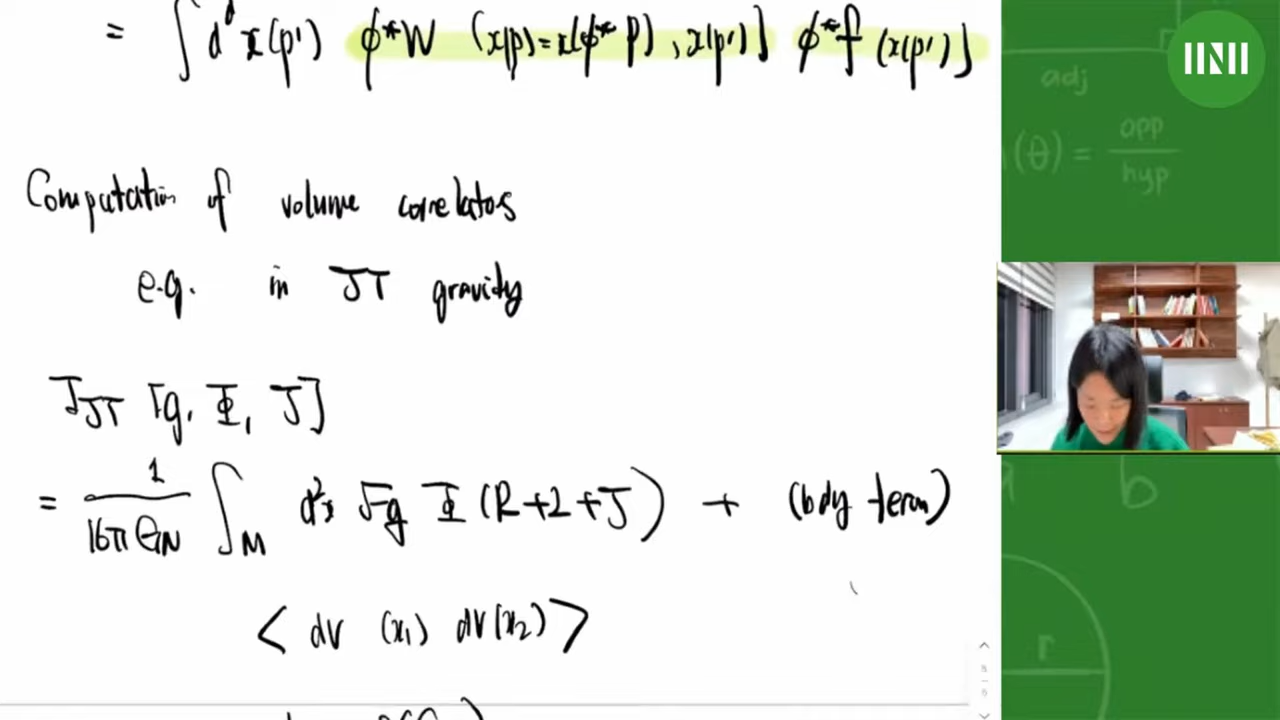 = ∫ d^d x(p') φ*W (x(p)=x(φ*p), x(p')) φ*f (x(p'))
Computation of volume correlators
e.g. in JT gravity
I_JT [g, Φ, J]
= 1/(16π G_N) ∫_M d²x √-g Φ (R+2+J) + (bdy term)
< dV (x₁) dV(x₂) >
adj
(θ) = opp/hyp
b
r